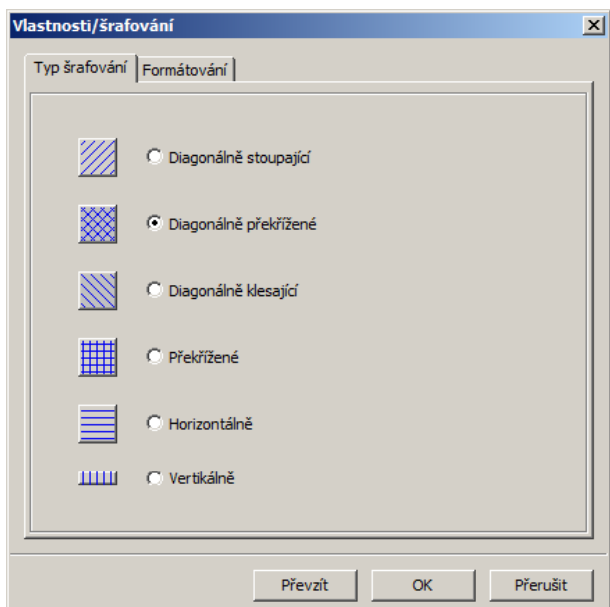 Vlastnosti/šrafování
Typ šrafování
Formátování
Diagonálně stoupající
Diagonálně překřížené
Diagonálně klesající
Překřížené
Horizontálně
Vertikálně
Převzít
OK
Přerušit